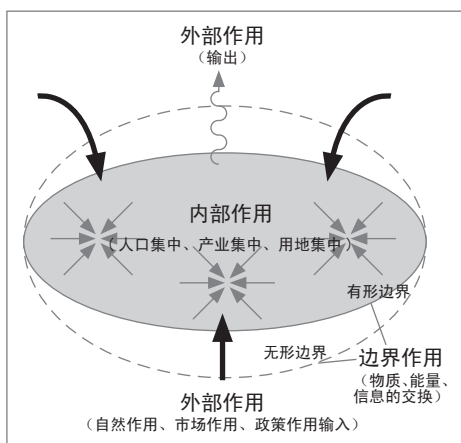 外部作用
（输出）
内部作用
（人口集中、产业集中、用地集中）
有形边界
无形边界
边界作用
（物质、能量、
信息的交换）
外部作用
（自然作用、市场作用、政策作用输入）